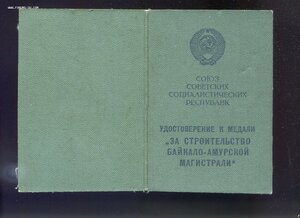 СОЮЗ
СОВЕТСКИХ
СОЦИАЛИСТИЧЕСКИХ
РЕСПУБЛИК
УДОСТОВЕРЕНИЕ К МЕДАЛИ
„ЗА СТРОИТЕЛЬСТВО
БАЙКАЛО-АМУРСКОЙ
МАГИСТРАЛИ"